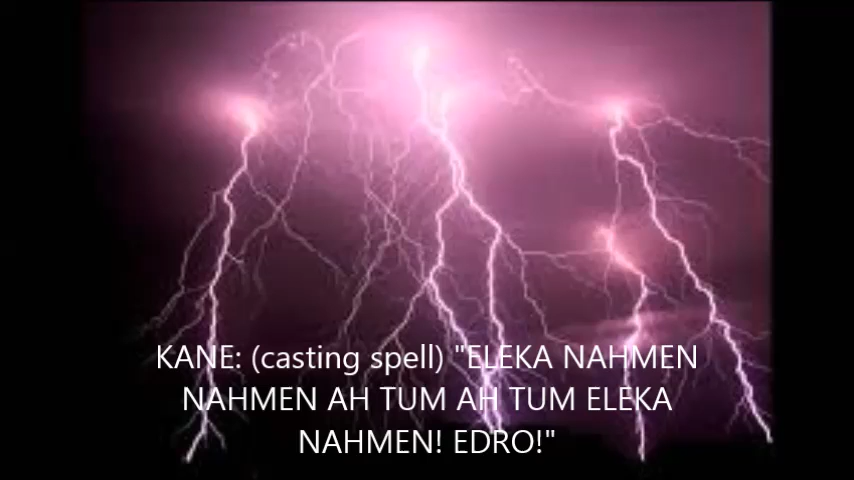 KANE: (casting spell) "ELEKA NAHMEN
NAHMEN AH TUM AH TUM ELEKA
NAHMEN! EDRO!"